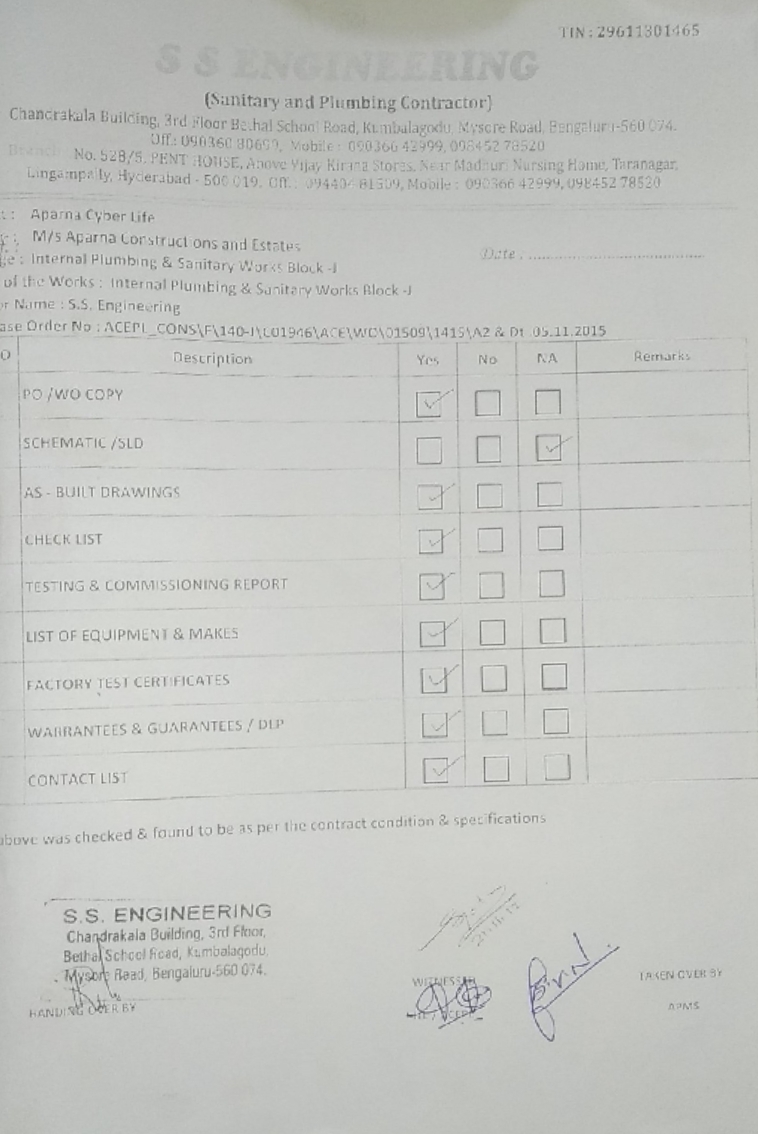 TIN : 29611301465
S S ENGINEERING
(Sanitary and Plumbing Contractor)
Chandrakala Building, 3rd Floor Bethal School Road, Kumbalagodu, Mysore Road, Bengaluru-560 074.
Off.: 090360 80699, Mobile : 090366 42999, 098452 78520
Branch No. 528/5, PENT HOUSE, Above Vijay Kirana Stores, Near Madhuri Nursing Home, Taranagar,
Lingampally, Hyderabad - 500 019. Off. : 094404 81509, Mobile : 090366 42999, 098452 78520
: Aparna Cyber Life
: M/s Aparna Constructions and Estates
: Internal Plumbing & Sanitary Works Block -J
Date :
of the Works : Internal Plumbing & Sanitary Works Block -J
Name : S.S. Engineering
ase Order No : ACEPL_CONS\F\140-J\L01946\ACE\WO\01509\1415\A2 & Dt :05.11.2015
O Description Yes No NA Remarks
PO /WO COPY
SCHEMATIC /SLD
AS - BUILT DRAWINGS
CHECK LIST
TESTING & COMMISSIONING REPORT
LIST OF EQUIPMENT & MAKES
FACTORY TEST CERTIFICATES
WARRANTEES & GUARANTEES / DLP
CONTACT LIST
above was checked & found to be as per the contract condition & specifications
S.S. ENGINEERING
Chandrakala Building, 3rd Floor,
Bethal School Road, Kumbalagodu,
Mysore Road, Bengaluru-560 074.
HANDING OVER BY
WITNESS
TAKEN OVER BY
APMS